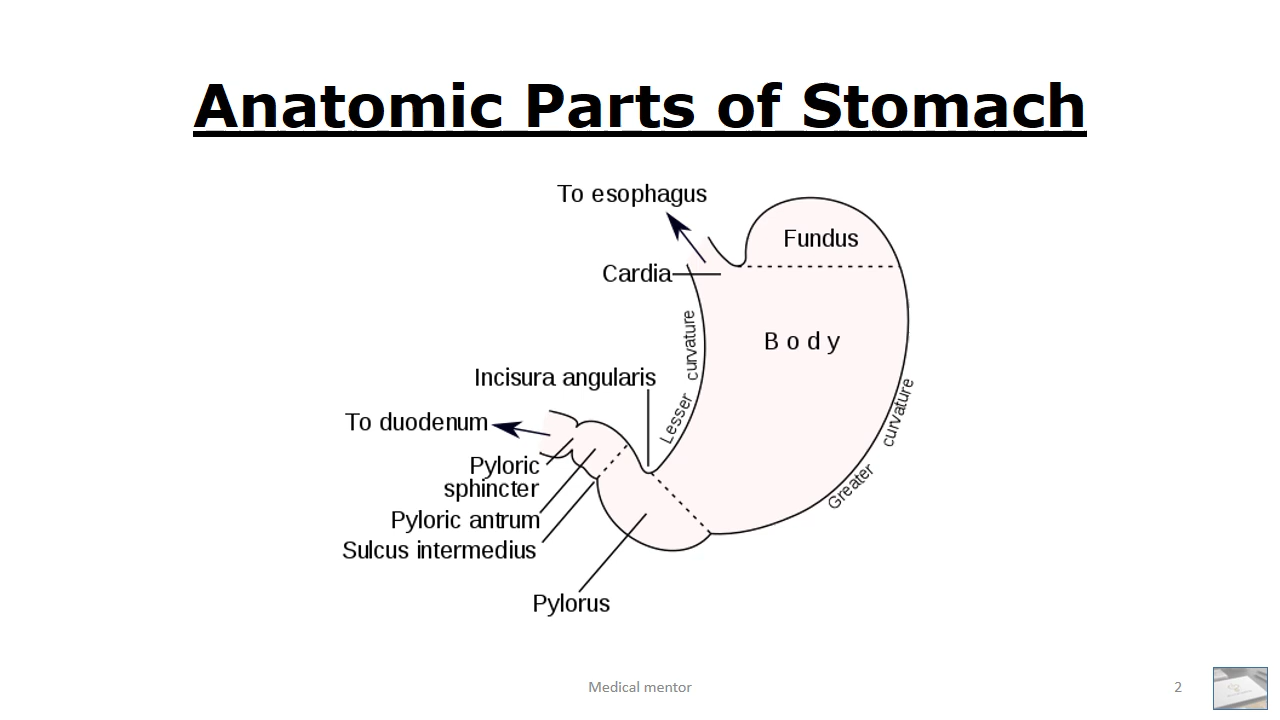 Anatomic Parts of Stomach
To esophagus
Fundus
Cardia
Body
Lesser curvature
Incisura angularis
Greater curvature
To duodenum
Pyloric
sphincter
Pyloric antrum
Sulcus intermedius
Pylorus
Medical mentor
2